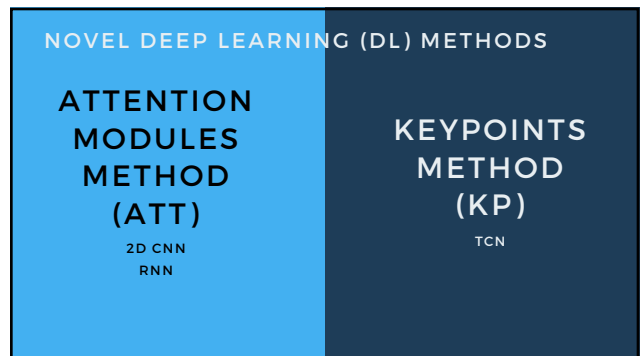 NOVEL DEEP LEARNING (DL) METHODS
ATTENTION
MODULES
METHOD
(ATT)
2D CNN
RNN
KEYPOINTS
METHOD
(KP)
TCN